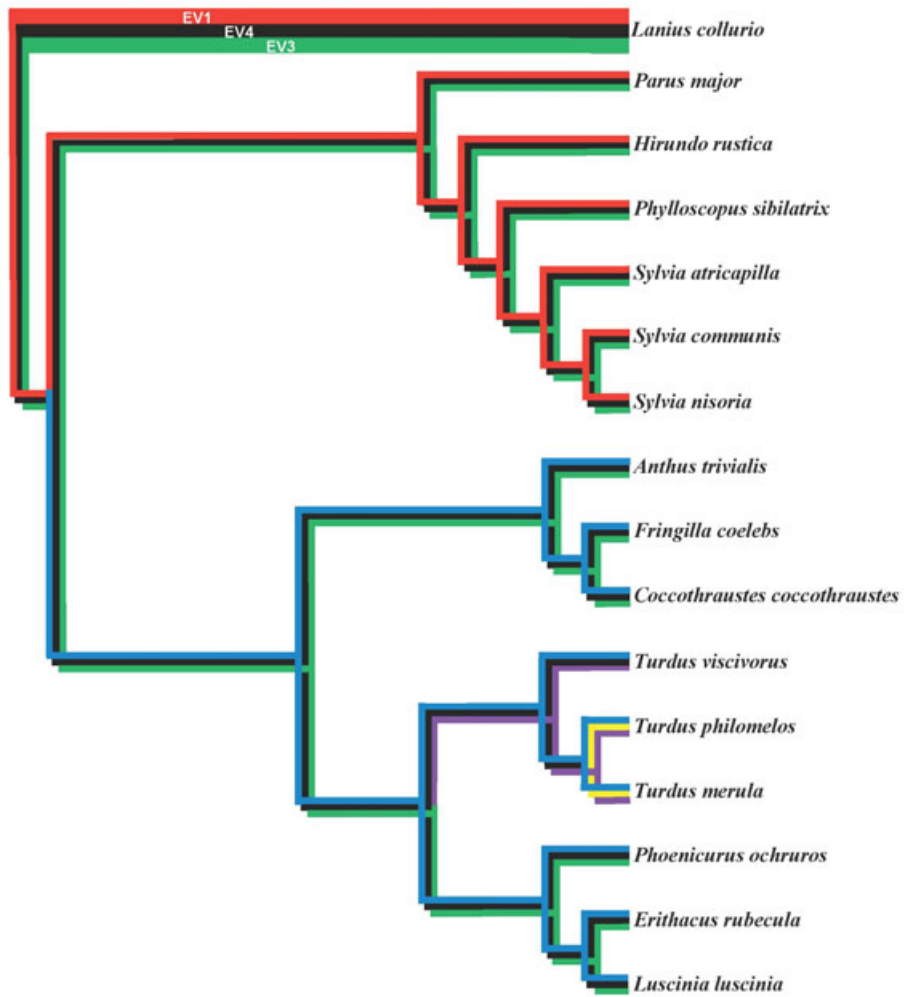 EV1
EV4
EV3
Lanius collurio
Parus major
Hirundo rustica
Phylloscopus sibilatrix
Sylvia atricapilla
Sylvia communis
Sylvia nisoria
Anthus trivialis
Fringilla coelebs
Coccothraustes coccothraustes
Turdus viscivorus
Turdus philomelos
Turdus merula
Phoenicurus ochruros
Erithacus rubecula
Luscinia luscinia